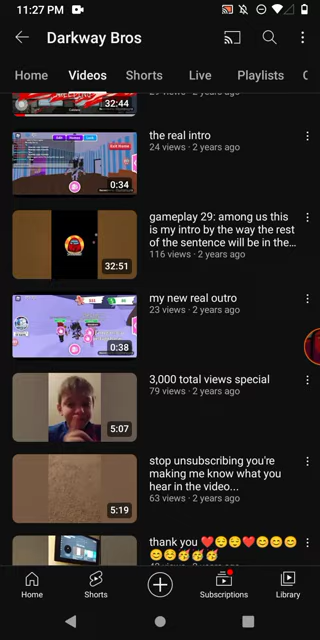 11:27 PM
Darkway Bros
Home Videos Shorts Live Playlists
32:44
2 years ago
the real intro
24 views · 2 years ago
0:34
gameplay 29: among us this
is my intro by the way the rest
of the sentence will be in the...
116 views · 2 years ago
32:51
my new real outro
23 views · 2 years ago
0:38
3,000 total views special
79 views · 2 years ago
5:07
stop unsubscribing you're
making me know what you
hear in the video...
63 views · 2 years ago
5:19
thank you ❤️😌😌❤️😄😄😄
Home Shorts Subscriptions Library